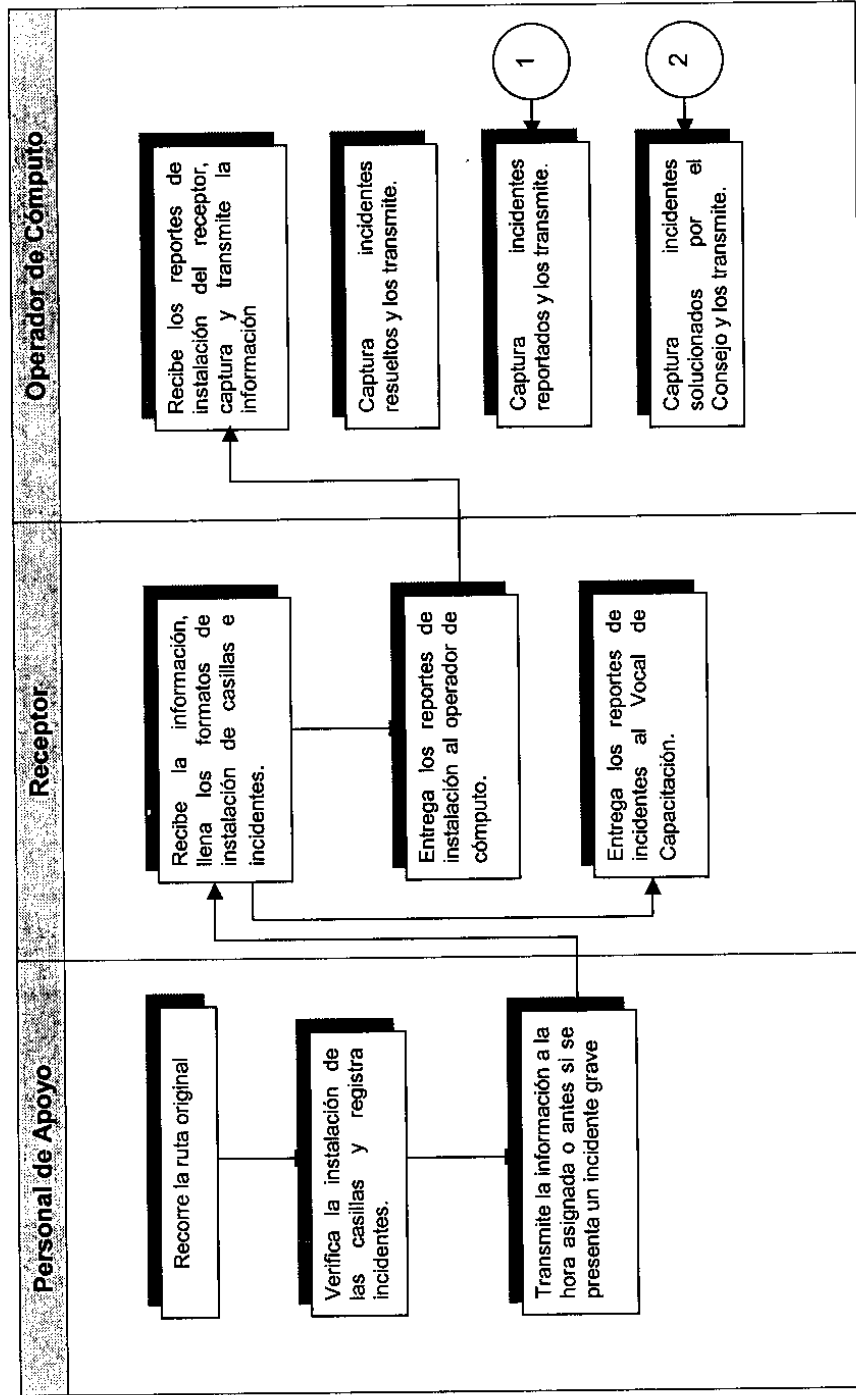 Personal de Apoyo
Recorre la ruta original
Verifica la instalación de
las casillas y registra
incidentes.
Transmite la información a la
hora asignada o antes si se
presenta un incidente grave
Receptor
Recibe la información,
llena los formatos de
instalación de casillas e
incidentes.
Entrega los reportes de
instalación al operador de
cómputo.
Entrega los reportes de
incidentes al Vocal de
Capacitación.
Operador de Cómputo
Recibe los reportes de
instalación del receptor,
captura y transmite la
información
Captura incidentes
resueltos y los transmite.
Captura incidentes
reportados y los transmite.
1
Captura incidentes
solucionados por el
Consejo y los transmite.
2